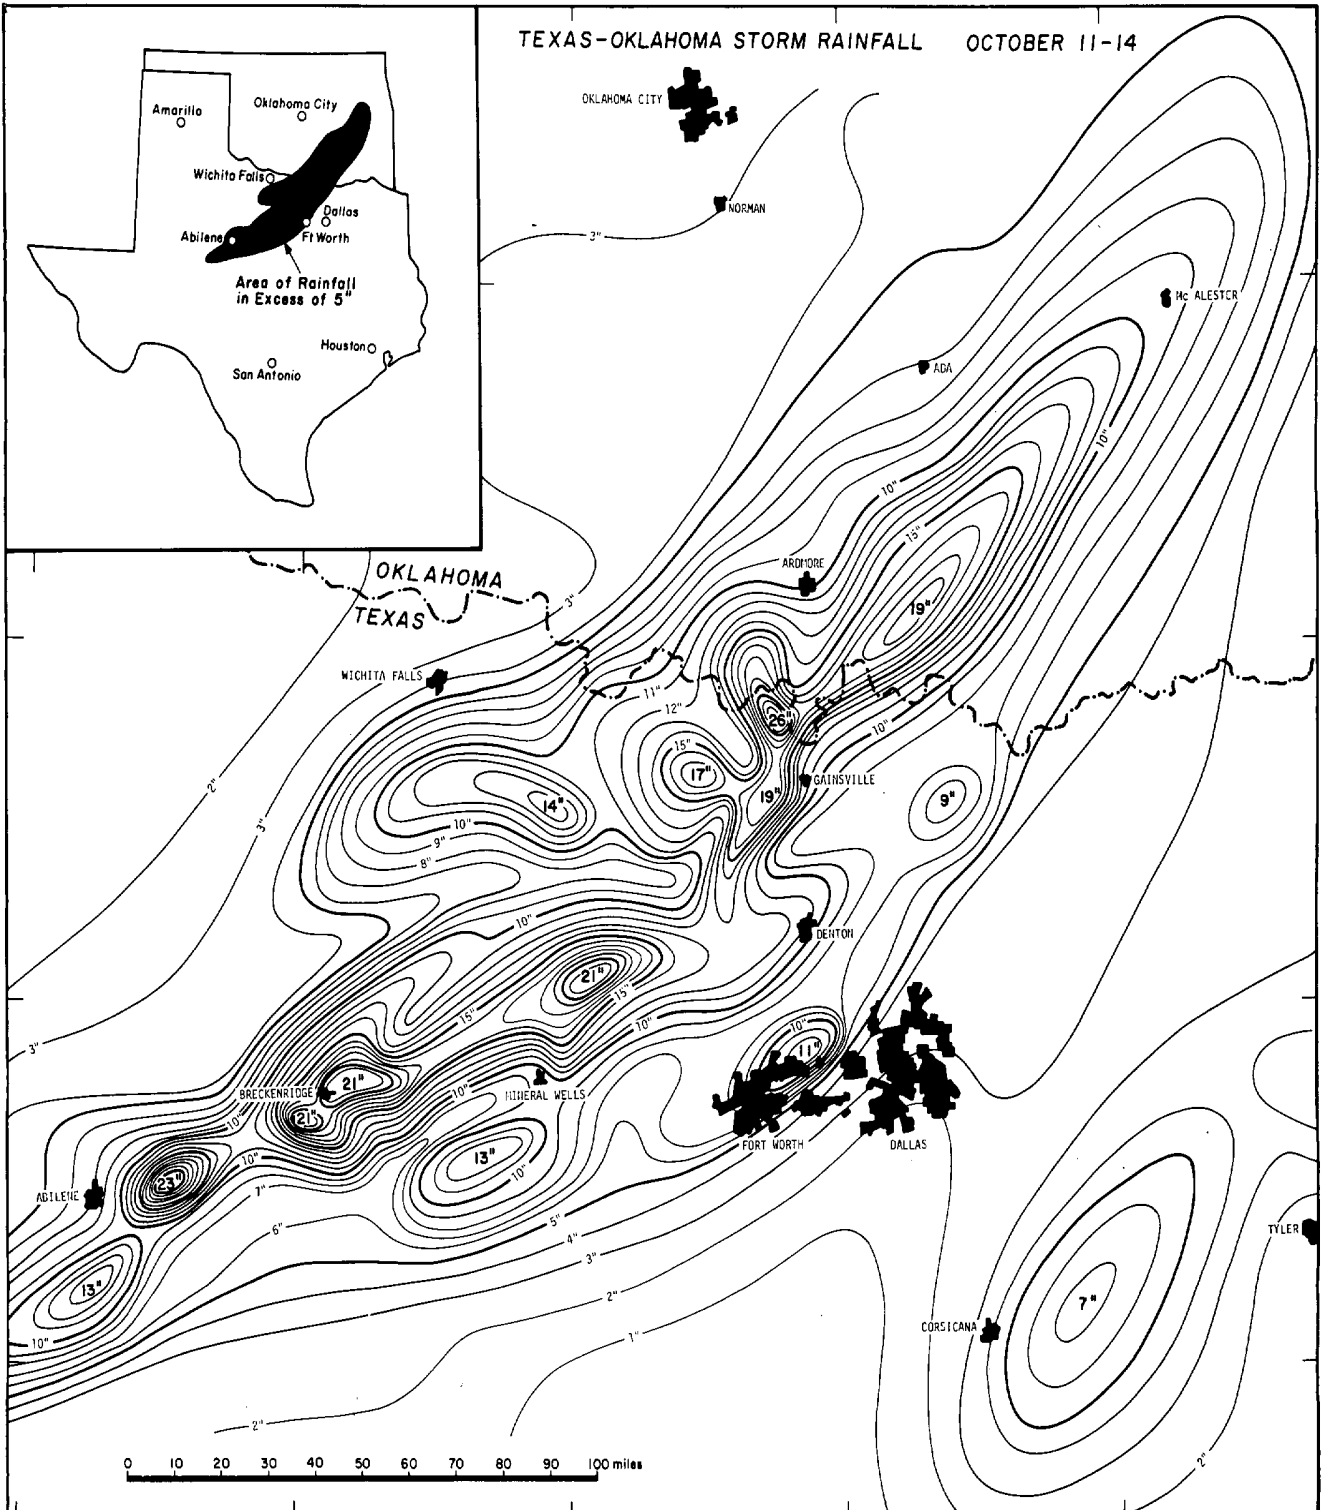 TEXAS-OKLAHOMA STORM RAINFALL OCTOBER 11-14
Amarillo
Oklahoma City
Wichita Falls
Dallas
Abilene
Ft Worth
Area of Rainfall
in Excess of 5"
Houston
San Antonio
OKLAHOMA CITY
NORMAN
3"
Mc ALESTER
ADA
10"
10"
15"
ARDMORE
OKLAHOMA
3"
TEXAS
19"
WICHITA FALLS
11"
12"
26"
10"
15"
17"
GAINSVILLE
2"
14"
19"
9"
3"
10"
9"
8"
10"
DENTON
21"
15"
15"
10"
10"
3"
11"
21"
BRECKENRIDGE
10"
MINERAL WELLS
10"
21"
FORT WORTH
DALLAS
10"
13"
10"
23"
7"
ABILENE
5"
6"
4"
TYLER
3"
13"
2"
7"
CORSICANA
1"
10"
2"
2"
0 10 20 30 40 50 60 70 80 90 100 miles